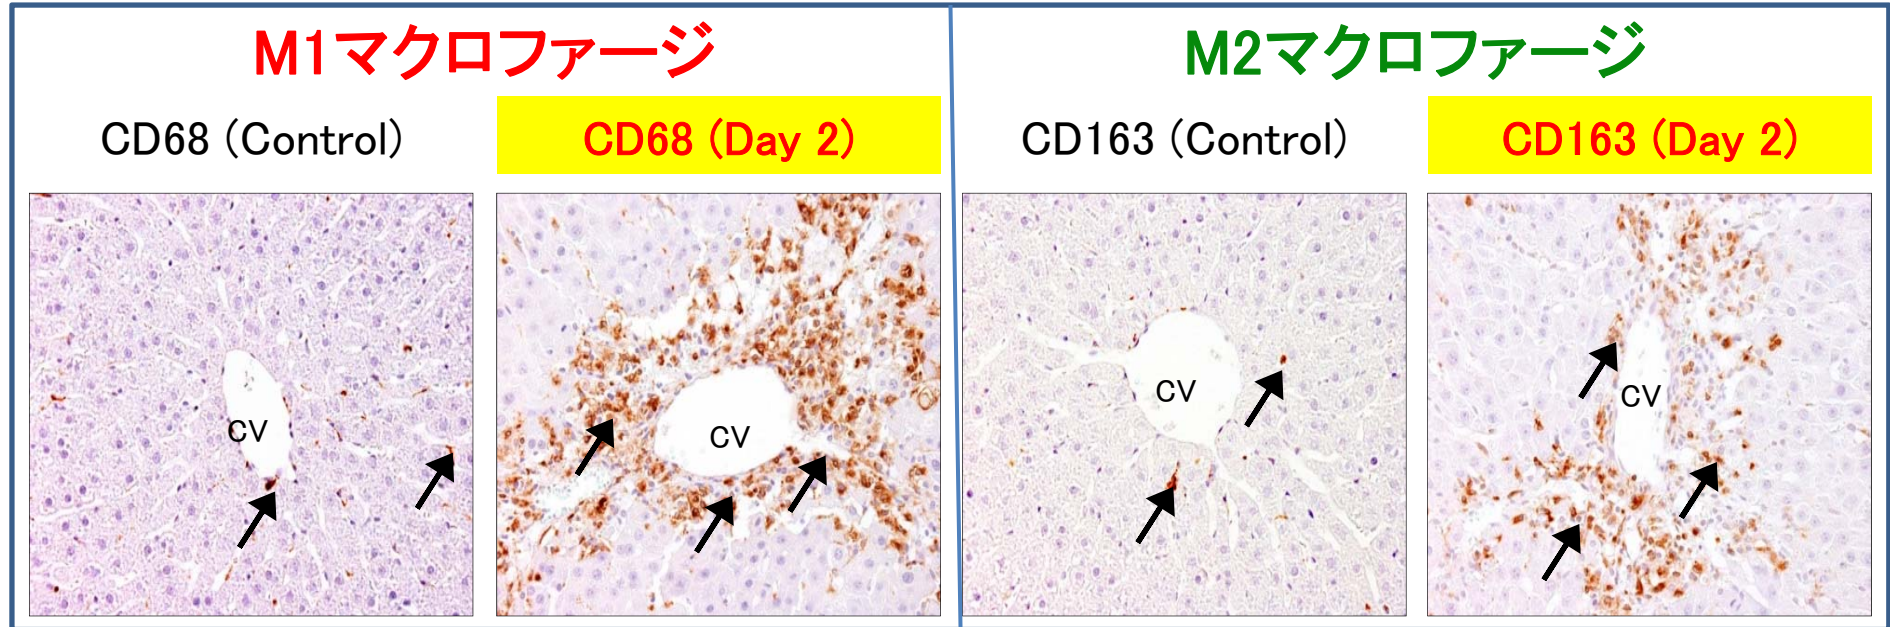 M1マクロファージ
CD68 (Control)
CD68 (Day 2)
CV
CV
M2マクロファージ
CD163 (Control)
CD163 (Day 2)
CV
CV